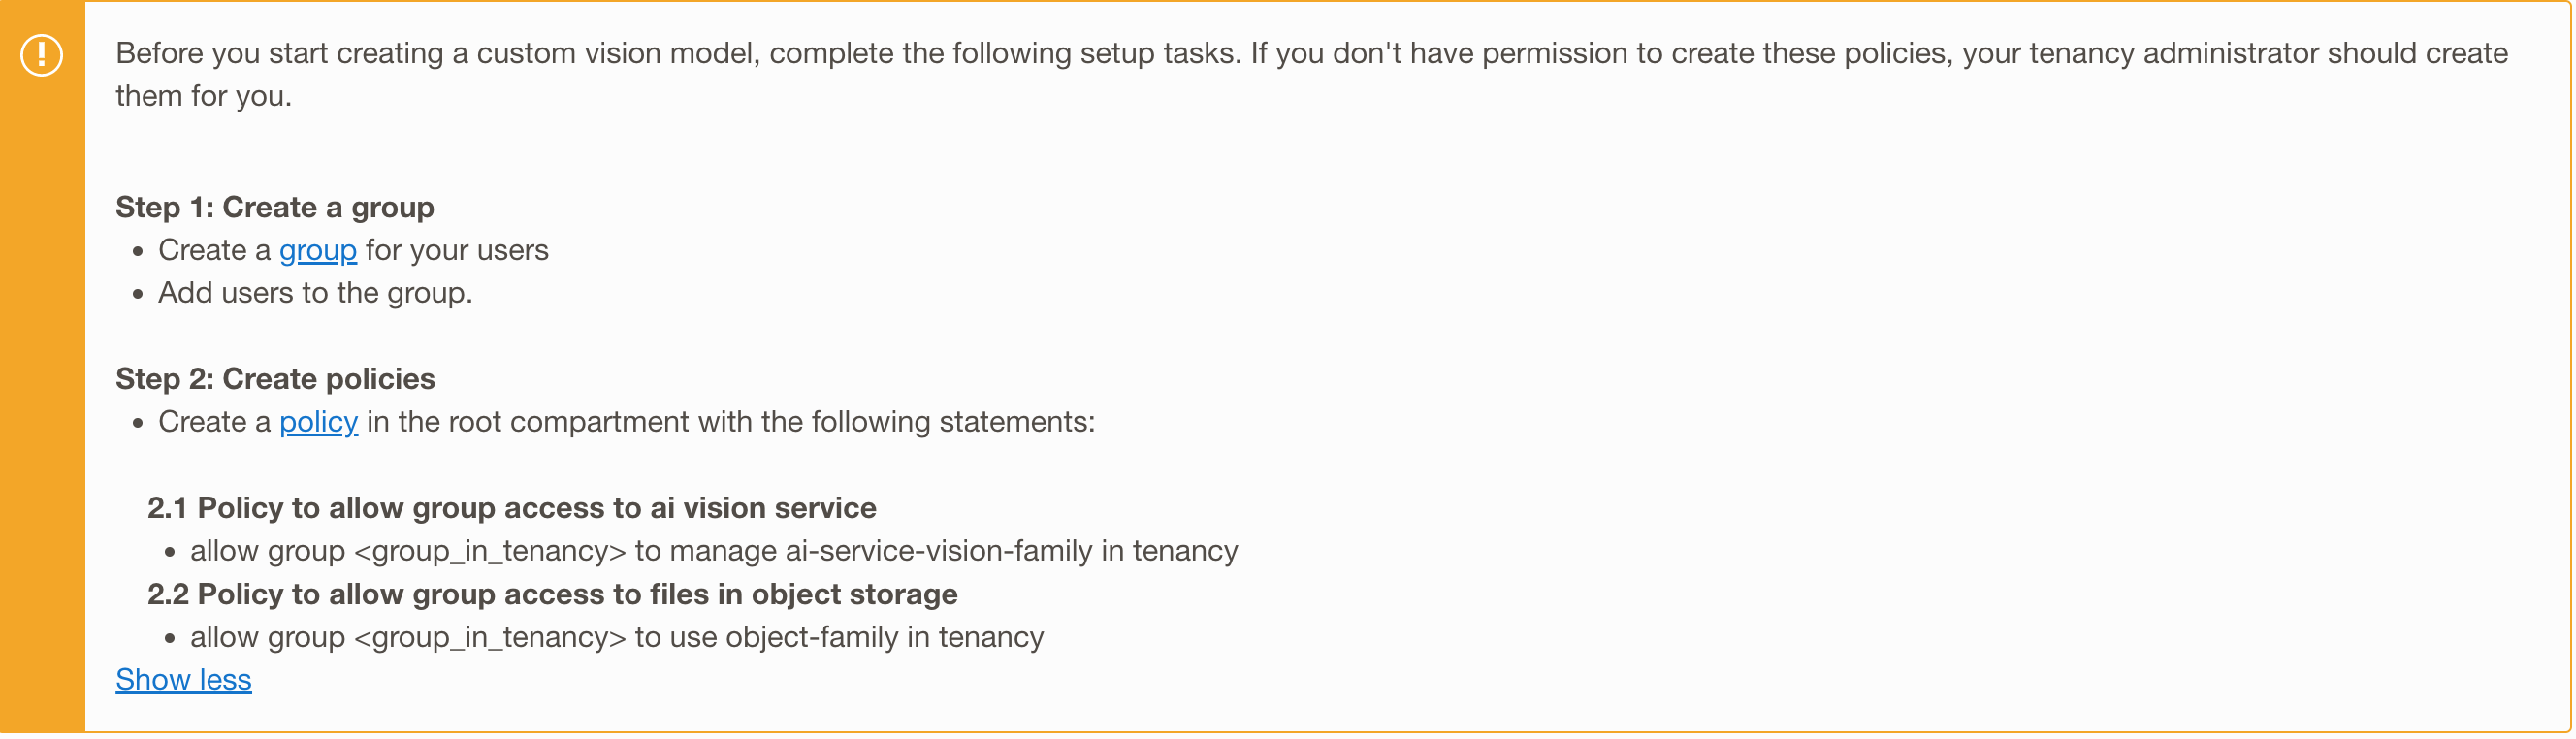 Before you start creating a custom vision model, complete the following setup tasks. If you don't have permission to create these policies, your tenancy administrator should create
them for you.
Step 1: Create a group
• Create a group for your users
• Add users to the group.
Step 2: Create policies
• Create a policy in the root compartment with the following statements:
2.1 Policy to allow group access to ai vision service
• allow group <group_in_tenancy> to manage ai-service-vision-family in tenancy
2.2 Policy to allow group access to files in object storage
• allow group <group_in_tenancy> to use object-family in tenancy
Show less